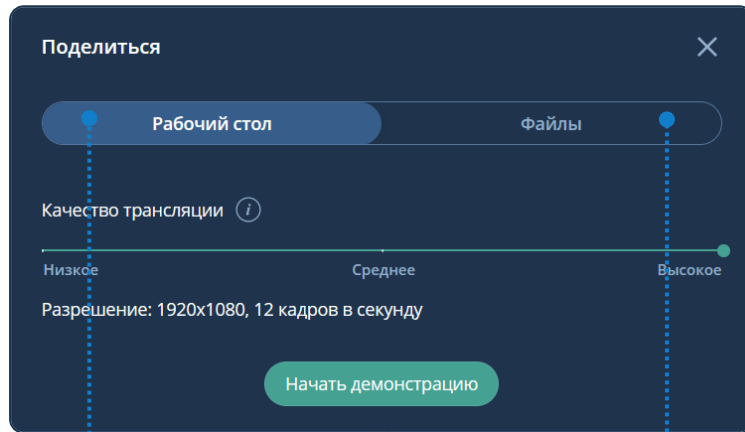 Поделиться
Рабочий стол Файлы
Качество трансляции i
Низкое Среднее Высокое
Разрешение: 1920x1080, 12 кадров в секунду
Начать демонстрацию